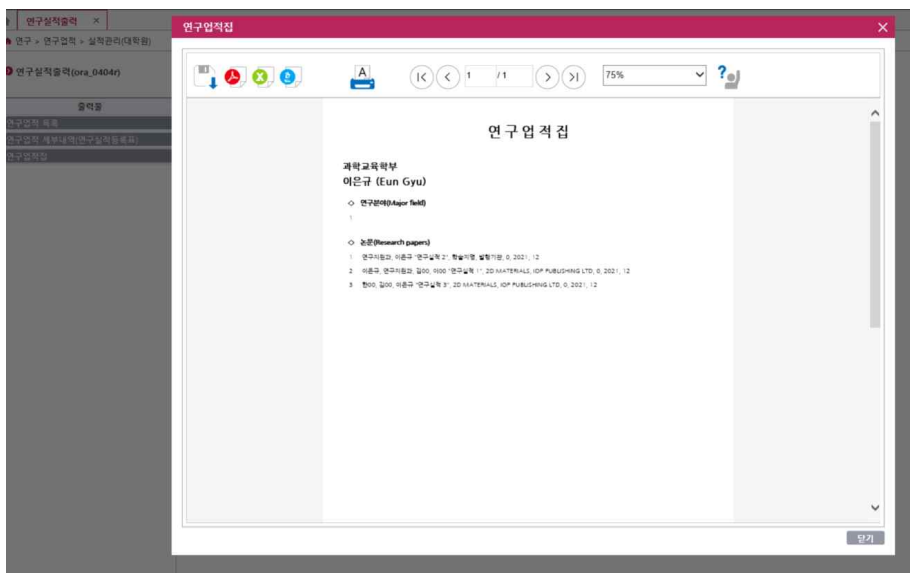 연구실적출력 ×
연구 » 연구업적 » 실적관리(대학원)
연구실적출력(ora_0404r)
출력물
연구업적 목록
연구업적 세부내역(연구실적등록표)
연구업적집
연구업적집 ×
A 1 /1 75% ?
연구업적집
과학교육학부
이은규 (Eun Gyu)
◇ 연구분야(Major field)
1
◇ 논문(Research papers)
1 연구지원과, 이은규 "연구실적 2", 학술지명, 발행기관, 0, 2021, 12
2 이은규, 연구지원과, 김00, 이00 "연구실적 1", 2D MATERIALS, IOP PUBLISHING LTD, 0, 2021, 12
3 한00, 김00, 이은규 "연구실적 3", 2D MATERIALS, IOP PUBLISHING LTD, 0, 2021, 12
닫기